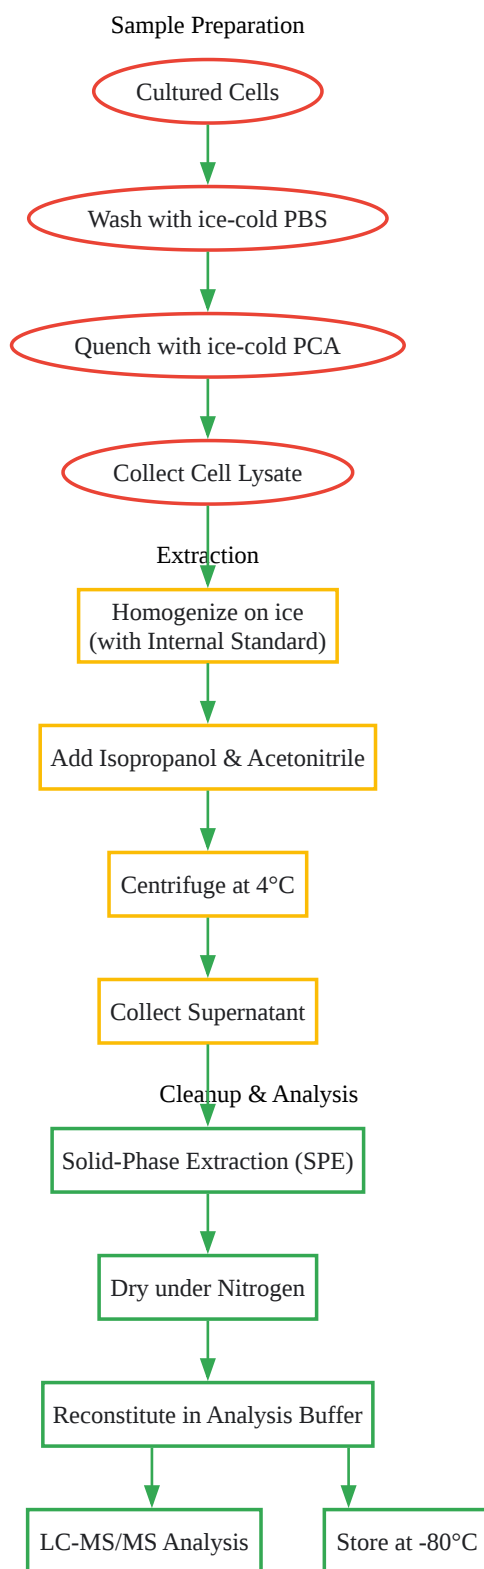 Sample Preparation
Cultured Cells
Wash with ice-cold PBS
Quench with ice-cold PCA
Collect Cell Lysate
Extraction
Homogenize on ice
(with Internal Standard)
Add Isopropanol & Acetonitrile
Centrifuge at 4°C
Collect Supernatant
Cleanup & Analysis
Solid-Phase Extraction (SPE)
Dry under Nitrogen
Reconstitute in Analysis Buffer
LC-MS/MS Analysis
Store at -80°C